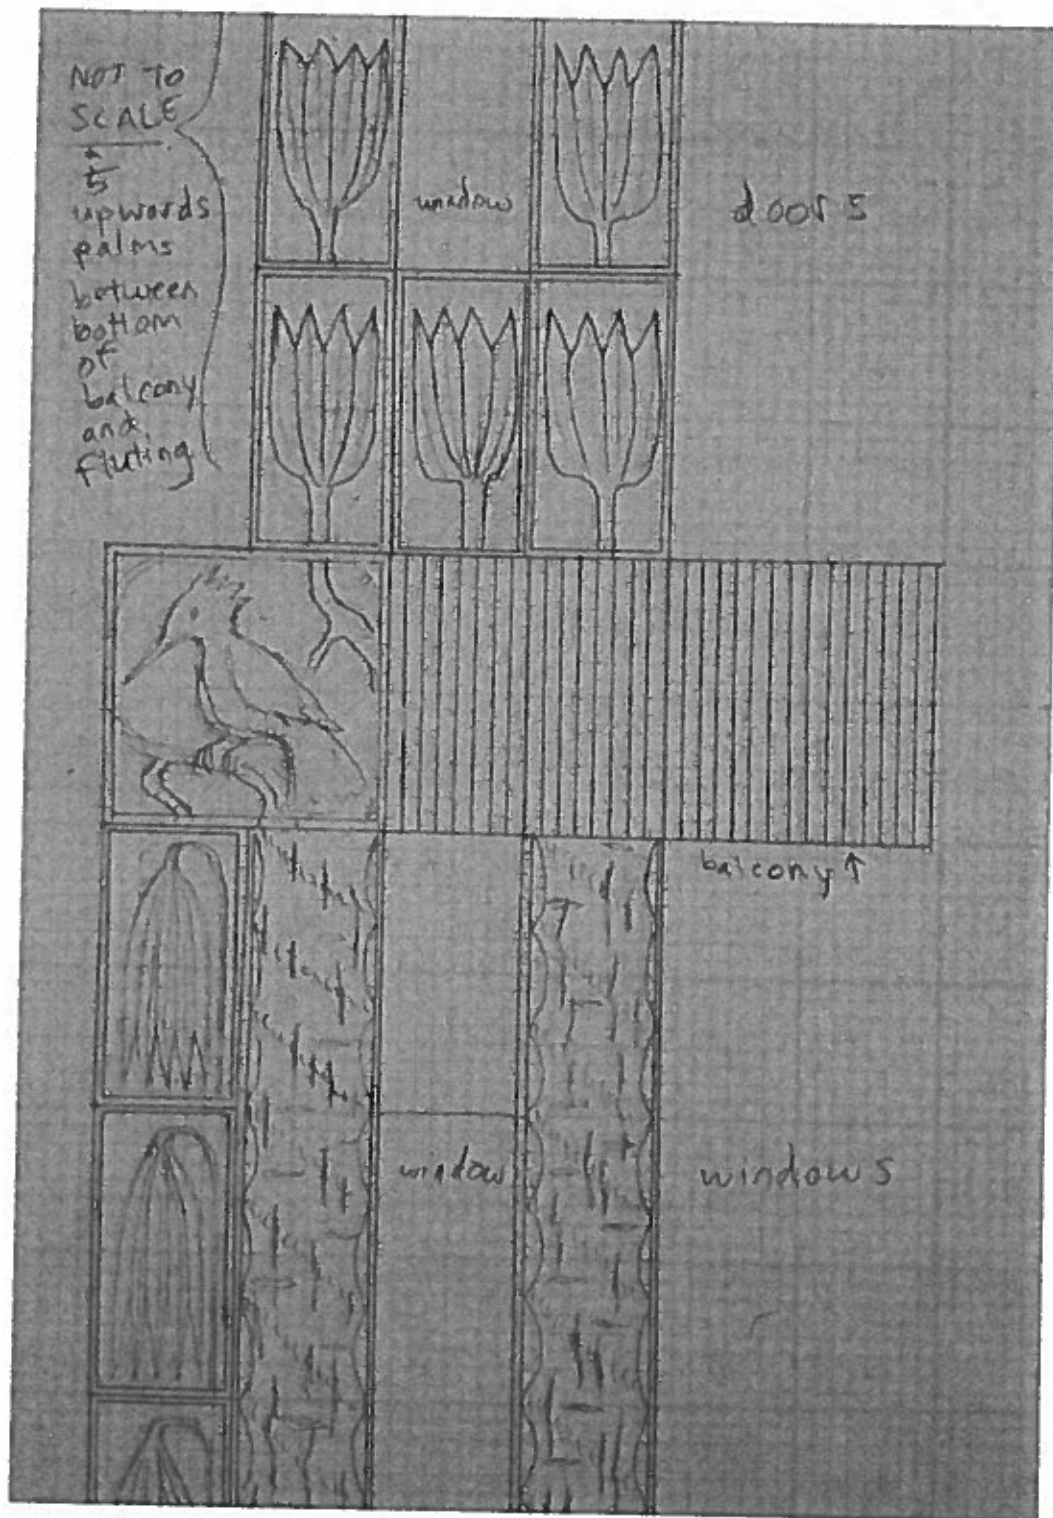 NOT TO
SCALE
5
upwards
palms
between
bottom
of
balcony
and
fluting
window
doors
balcony ↑
window
windows